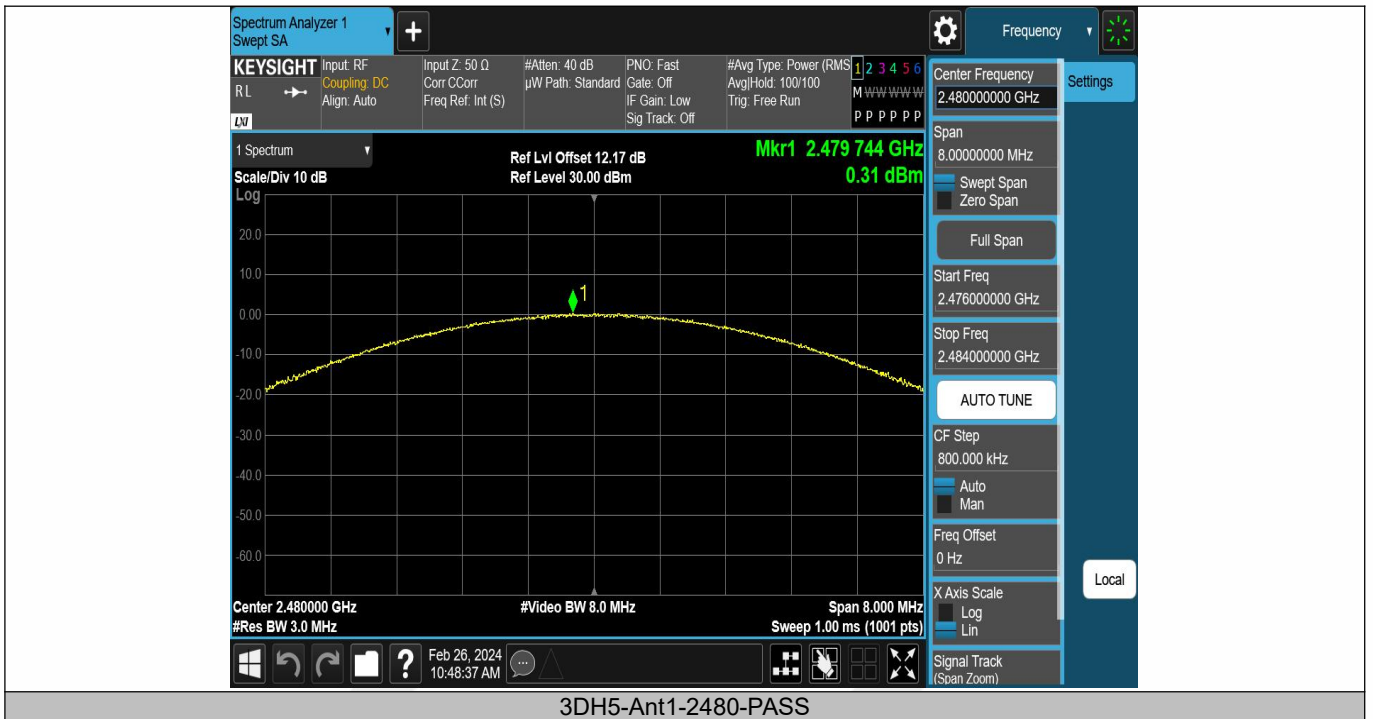 Spectrum Analyzer 1
Swept SA
+
Frequency
KEYSIGHT
RL
LXI
Input: RF
Coupling: DC
Align: Auto
Input Z: 50 Ω
Corr CCorr
Freq Ref: Int (S)
#Atten: 40 dB
µW Path: Standard
PNO: Fast
Gate: Off
IF Gain: Low
Sig Track: Off
#Avg Type: Power (RMS
Avg|Hold: 100/100
Trig: Free Run
1 2 3 4 5 6
M W W W W W
P P P P P P
1 Spectrum
Scale/Div 10 dB
Log
Ref Lvl Offset 12.17 dB
Ref Level 30.00 dBm
Mkr1 2.479 744 GHz
0.31 dBm
20.0
10.0
0.00
-10.0
-20.0
-30.0
-40.0
-50.0
-60.0
1
Center 2.480000 GHz
#Res BW 3.0 MHz
#Video BW 8.0 MHz
Span 8.000 MHz
Sweep 1.00 ms (1001 pts)
Center Frequency
2.480000000 GHz
Settings
Span
8.00000000 MHz
Swept Span
Zero Span
Full Span
Start Freq
2.476000000 GHz
Stop Freq
2.484000000 GHz
AUTO TUNE
CF Step
800.000 kHz
Auto
Man
Freq Offset
0 Hz
X Axis Scale
Log
Lin
Local
Signal Track
(Span Zoom)
?
Feb 26, 2024
10:48:37 AM
3DH5-Ant1-2480-PASS